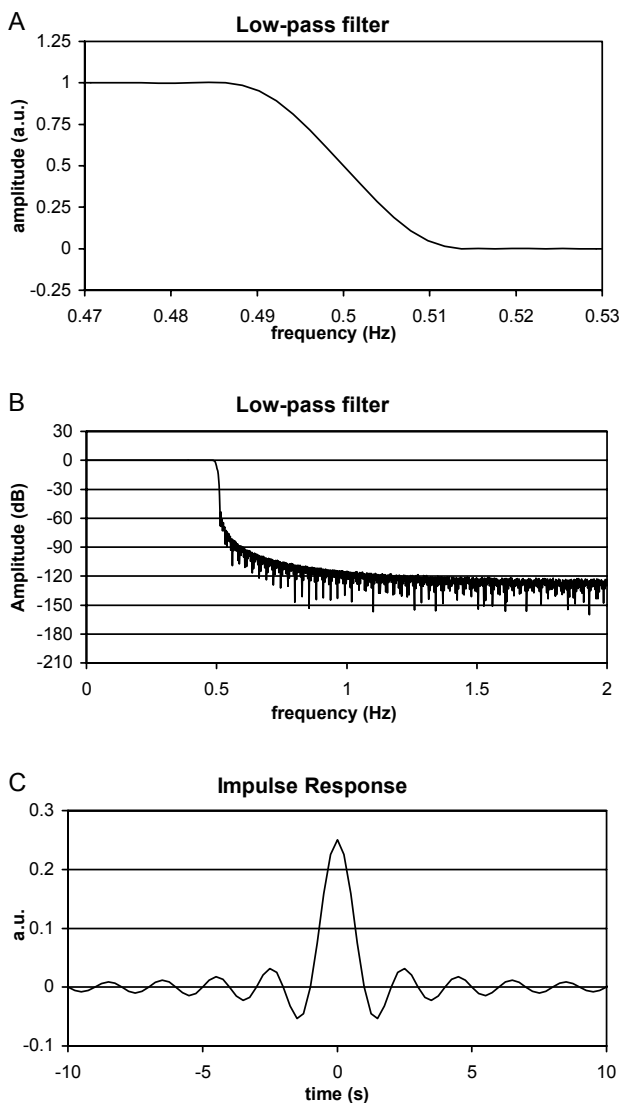 A
Low-pass filter
1.25
1
0.75
0.5
0.25
0
-0.25
amplitude (a.u.)
0.47 0.48 0.49 0.5 0.51 0.52 0.53
frequency (Hz)
B
Low-pass filter
30
0
-30
-60
-90
-120
-150
-180
-210
Amplitude (dB)
0 0.5 1 1.5 2
frequency (Hz)
C
Impulse Response
0.3
0.2
0.1
0
-0.1
a.u.
-10 -5 0 5 10
time (s)